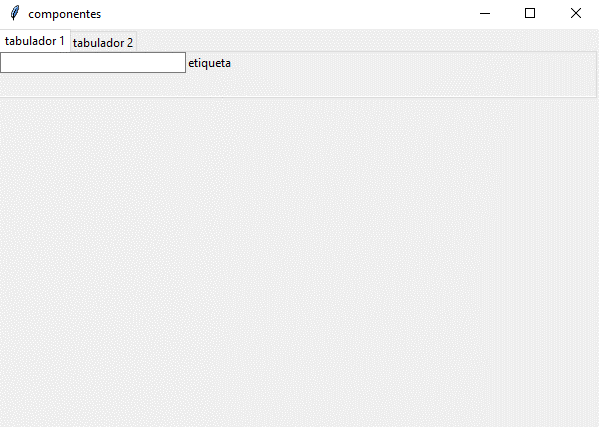 componentes
tabulador 1 tabulador 2
etiqueta